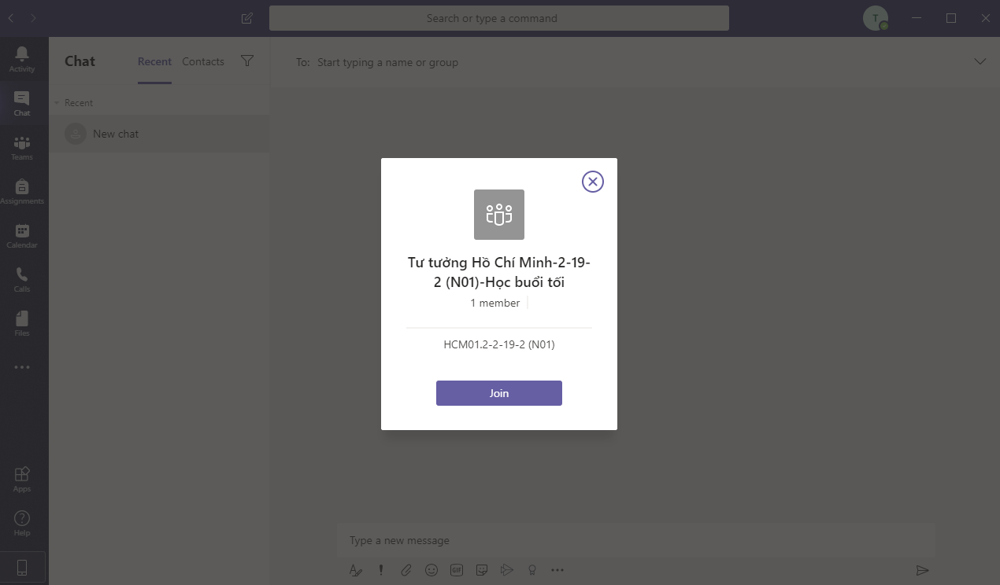 Search or type a command
T
Activity
Chat
Teams
Assignments
Calendar
Calls
Files
Apps
Help
Chat
Recent
Contacts
Recent
New chat
To: Start typing a name or group
Tư tưởng Hồ Chí Minh-2-19-
2 (N01)-Học buổi tối
1 member
HCM01.2-2-19-2 (N01)
Join
Type a new message
GIF